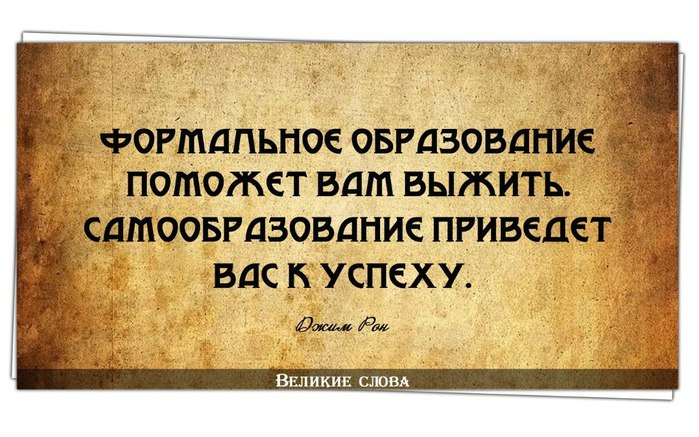 ФОРМАЛЬНОЕ ОБРАЗОВАНИЕ
ПОМОЖЕТ ВАМ ВЫЖИТЬ.
САМООБРАЗОВАНИЕ ПРИВЕДЕТ
ВАС К УСПЕХУ.
Джим Рон
ВЕЛИКИЕ СЛОВА